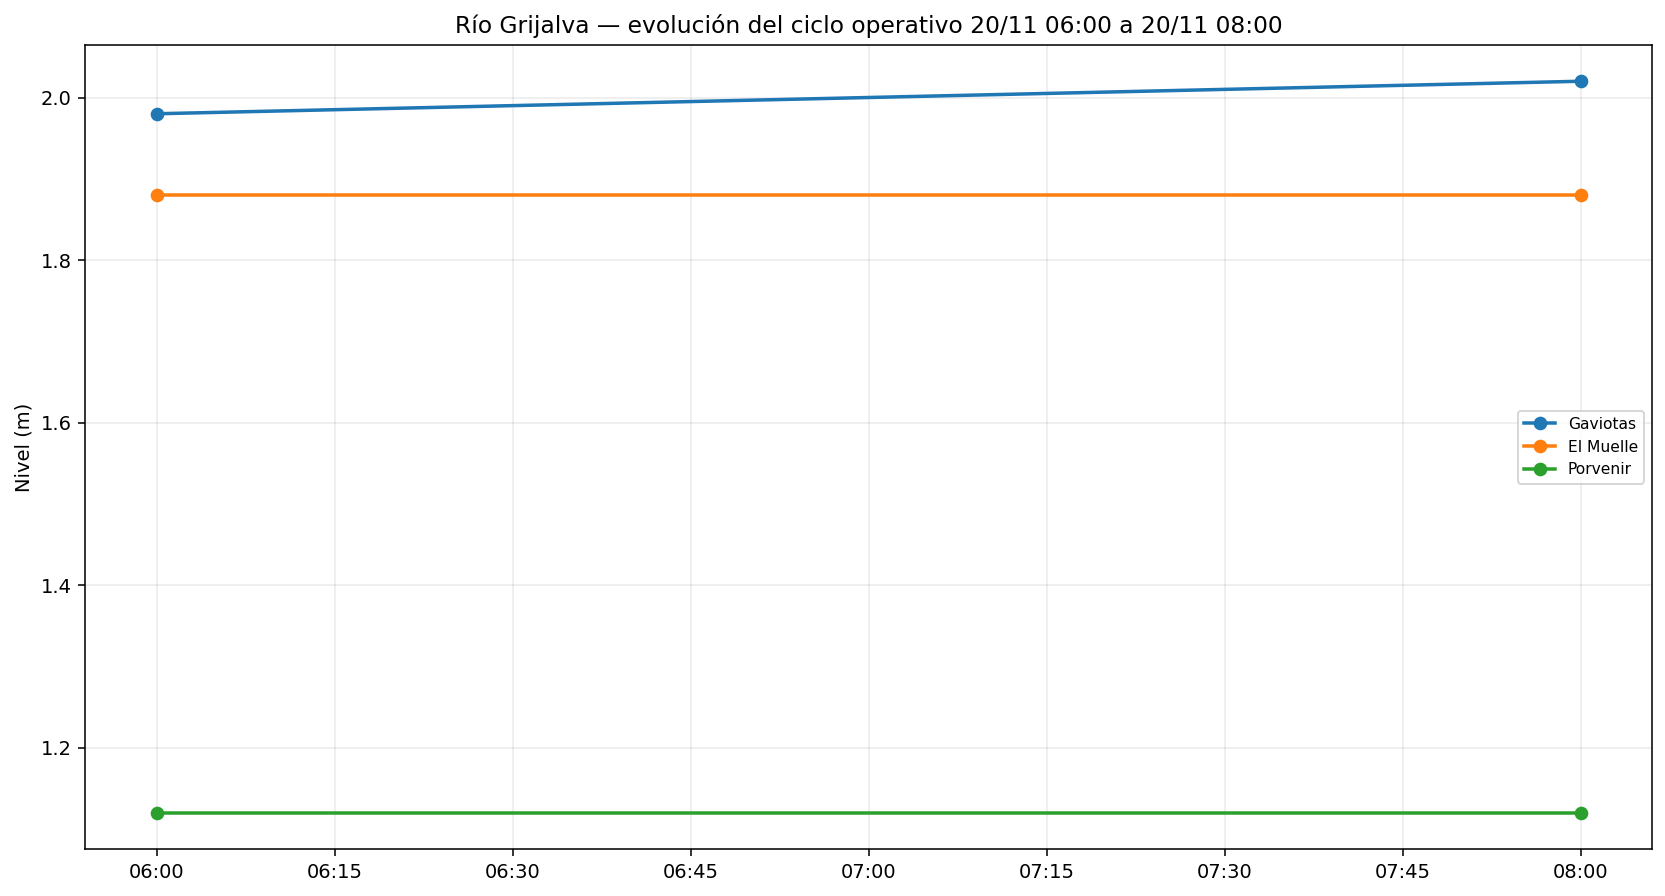 Río Grijalva — evolución del ciclo operativo 20/11 06:00 a 20/11 08:00
Nivel (m)
2.0
1.8
1.6
1.4
1.2
Gaviotas
El Muelle
Porvenir
06:00 06:15 06:30 06:45 07:00 07:15 07:30 07:45 08:00